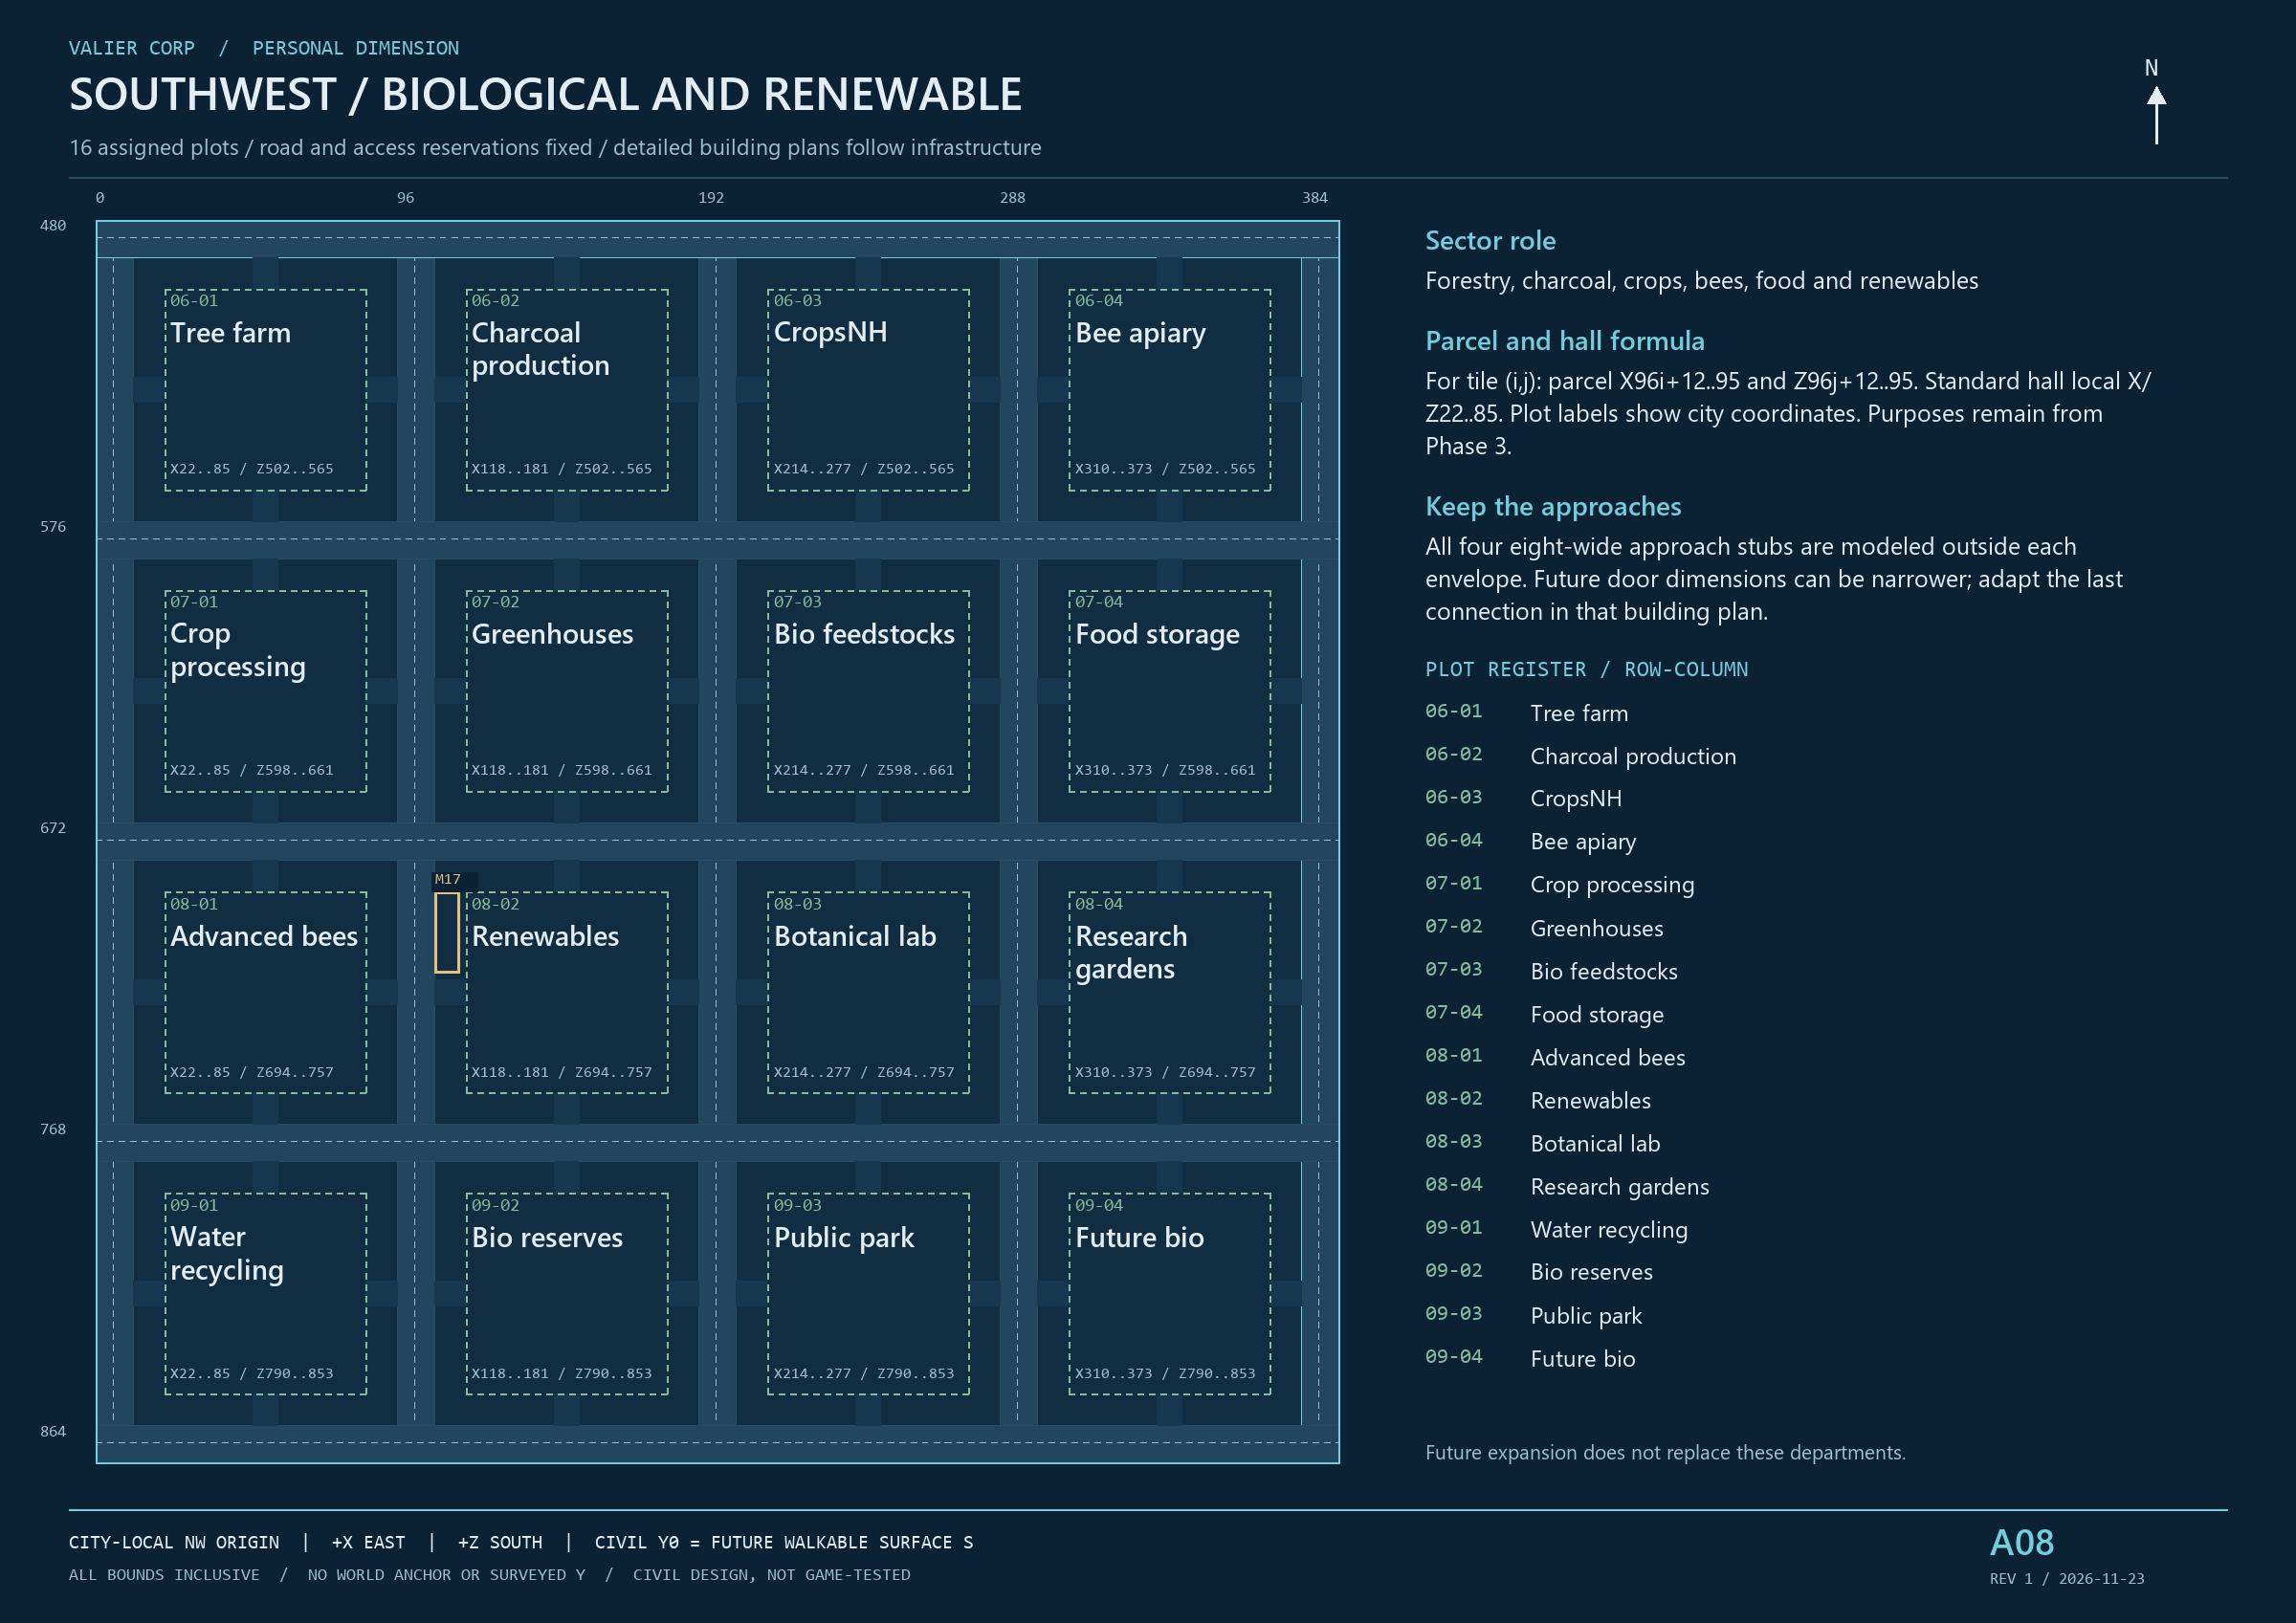 VALIER CORP / PERSONAL DIMENSION
SOUTHWEST / BIOLOGICAL AND RENEWABLE
16 assigned plots / road and access reservations fixed / detailed building plans follow infrastructure
N
0 96 192 288 384
480
06-01 06-02 06-03 06-04
Tree farm
Charcoal
production
CropsNH
Bee apiary
X22..85 / Z502..565
X118..181 / Z502..565
X214..277 / Z502..565
X310..373 / Z502..565
576
07-01 07-02 07-03 07-04
Crop
processing
Greenhouses
Bio feedstocks
Food storage
X22..85 / Z598..661
X118..181 / Z598..661
X214..277 / Z598..661
X310..373 / Z598..661
672
M17
08-01 08-02 08-03 08-04
Advanced bees
Renewables
Botanical lab
Research
gardens
X22..85 / Z694..757
X118..181 / Z694..757
X214..277 / Z694..757
X310..373 / Z694..757
768
09-01 09-02 09-03 09-04
Water
recycling
Bio reserves
Public park
Future bio
X22..85 / Z790..853
X118..181 / Z790..853
X214..277 / Z790..853
X310..373 / Z790..853
864
Sector role
Forestry, charcoal, crops, bees, food and renewables
Parcel and hall formula
For tile (i,j): parcel X96i+12..95 and Z96j+12..95. Standard hall local X/
Z22..85. Plot labels show city coordinates. Purposes remain from
Phase 3.
Keep the approaches
All four eight-wide approach stubs are modeled outside each
envelope. Future door dimensions can be narrower; adapt the last
connection in that building plan.
PLOT REGISTER / ROW-COLUMN
06-01 Tree farm
06-02 Charcoal production
06-03 CropsNH
06-04 Bee apiary
07-01 Crop processing
07-02 Greenhouses
07-03 Bio feedstocks
07-04 Food storage
08-01 Advanced bees
08-02 Renewables
08-03 Botanical lab
08-04 Research gardens
09-01 Water recycling
09-02 Bio reserves
09-03 Public park
09-04 Future bio
Future expansion does not replace these departments.
CITY-LOCAL NW ORIGIN | +X EAST | +Z SOUTH | CIVIL Y0 = FUTURE WALKABLE SURFACE S
ALL BOUNDS INCLUSIVE / NO WORLD ANCHOR OR SURVEYED Y / CIVIL DESIGN, NOT GAME-TESTED
A08
REV 1 / 2026-11-23